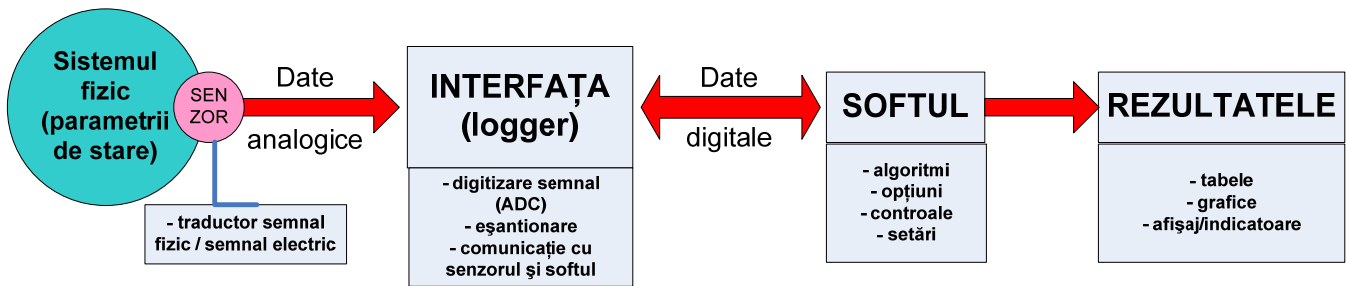 Sistemul
fizic
(parametrii
de stare)
SEN
ZOR
- traductor semnal
fizic / semnal electric
Date
analogice
INTERFAȚA
(logger)
- digitizare semnal
(ADC)
- eşantionare
- comunicație cu
senzorul şi softul
Date
digitale
SOFTUL
- algoritmi
- opțiuni
- controale
- setări
REZULTATELE
- tabele
- grafice
- afişaj/indicatoare